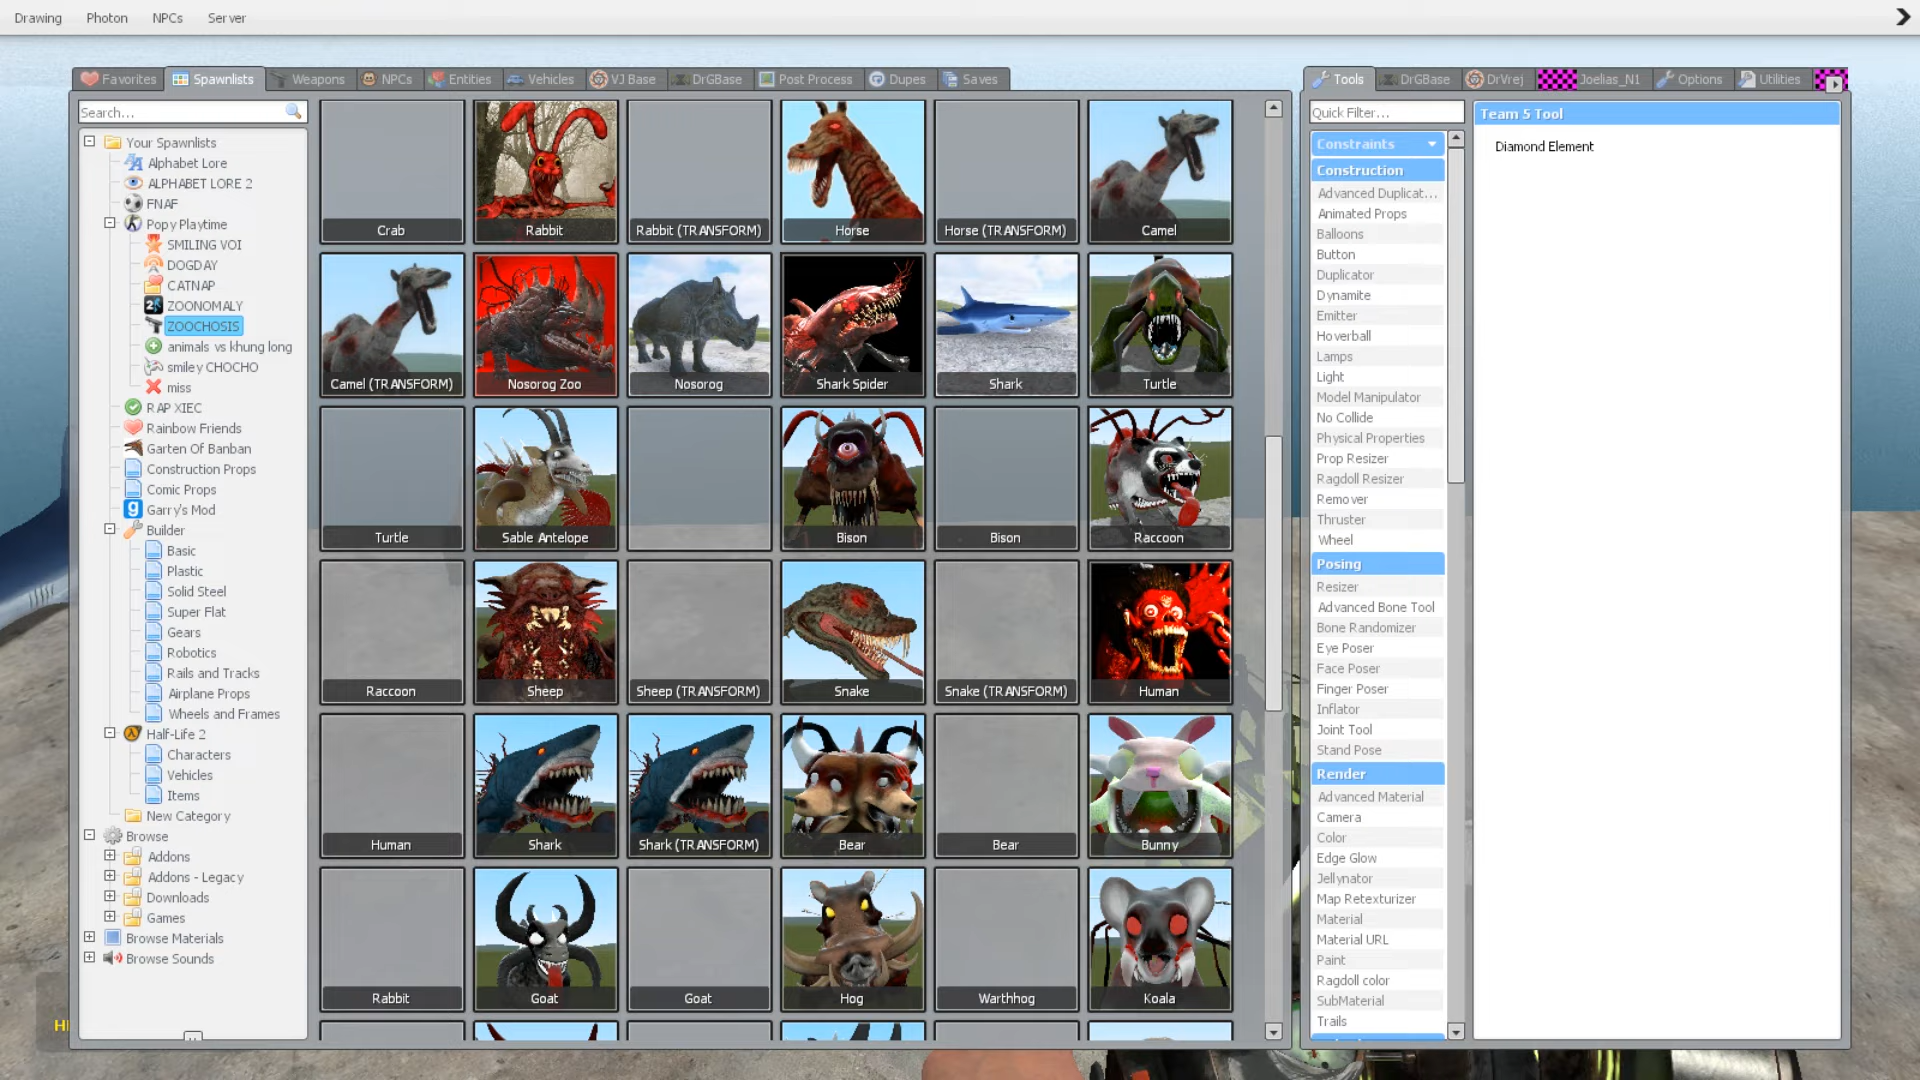 Drawing Photon NPCs Server
Favorites Spawnlists Weapons NPCs Entities Vehicles VJ Base DrGBase Post Process Dupes Saves
Search...
Your Spawnlists
Alphabet Lore
ALPHABET LORE 2
FNAF
Popy Playtime
SMILING VOI
DOGDAY
CATNAP
ZOONOMALY
ZOOCHOSIS
animals vs khung long
smiley CHOCHO
miss
RAP XIEC
Rainbow Friends
Garten Of Banban
Construction Props
Comic Props
Garry's Mod
Builder
Basic
Plastic
Solid Steel
Super Flat
Gears
Robotics
Rails and Tracks
Airplane Props
Wheels and Frames
Half-Life 2
Characters
Vehicles
Items
New Category
Browse
Addons
Addons - Legacy
Downloads
Games
Browse Materials
Browse Sounds
Crab Rabbit Rabbit (TRANSFORM) Horse Horse (TRANSFORM) Camel
Camel (TRANSFORM) Nosorog Zoo Nosorog Shark Spider Shark Turtle
Turtle Sable Antelope Bison Bison Raccoon
Raccoon Sheep Sheep (TRANSFORM) Snake Snake (TRANSFORM) Human
Human Shark Shark (TRANSFORM) Bear Bear Bunny
Rabbit Goat Goat Hog Warthhog Koala
Tools DrGBase DrVrej Joelias_N1 Options Utilities
Quick Filter...
Constraints
Construction
Advanced Duplicat...
Animated Props
Balloons
Button
Duplicator
Dynamite
Emitter
Hoverball
Lamps
Light
Model Manipulator
No Collide
Physical Properties
Prop Resizer
Ragdoll Resizer
Remover
Thruster
Wheel
Posing
Resizer
Advanced Bone Tool
Bone Randomizer
Eye Poser
Face Poser
Finger Poser
Inflator
Joint Tool
Stand Pose
Render
Advanced Material
Camera
Color
Edge Glow
Jellynator
Map Retexturizer
Material
Material URL
Paint
Ragdoll color
SubMaterial
Trails
Team 5 Tool
Diamond Element